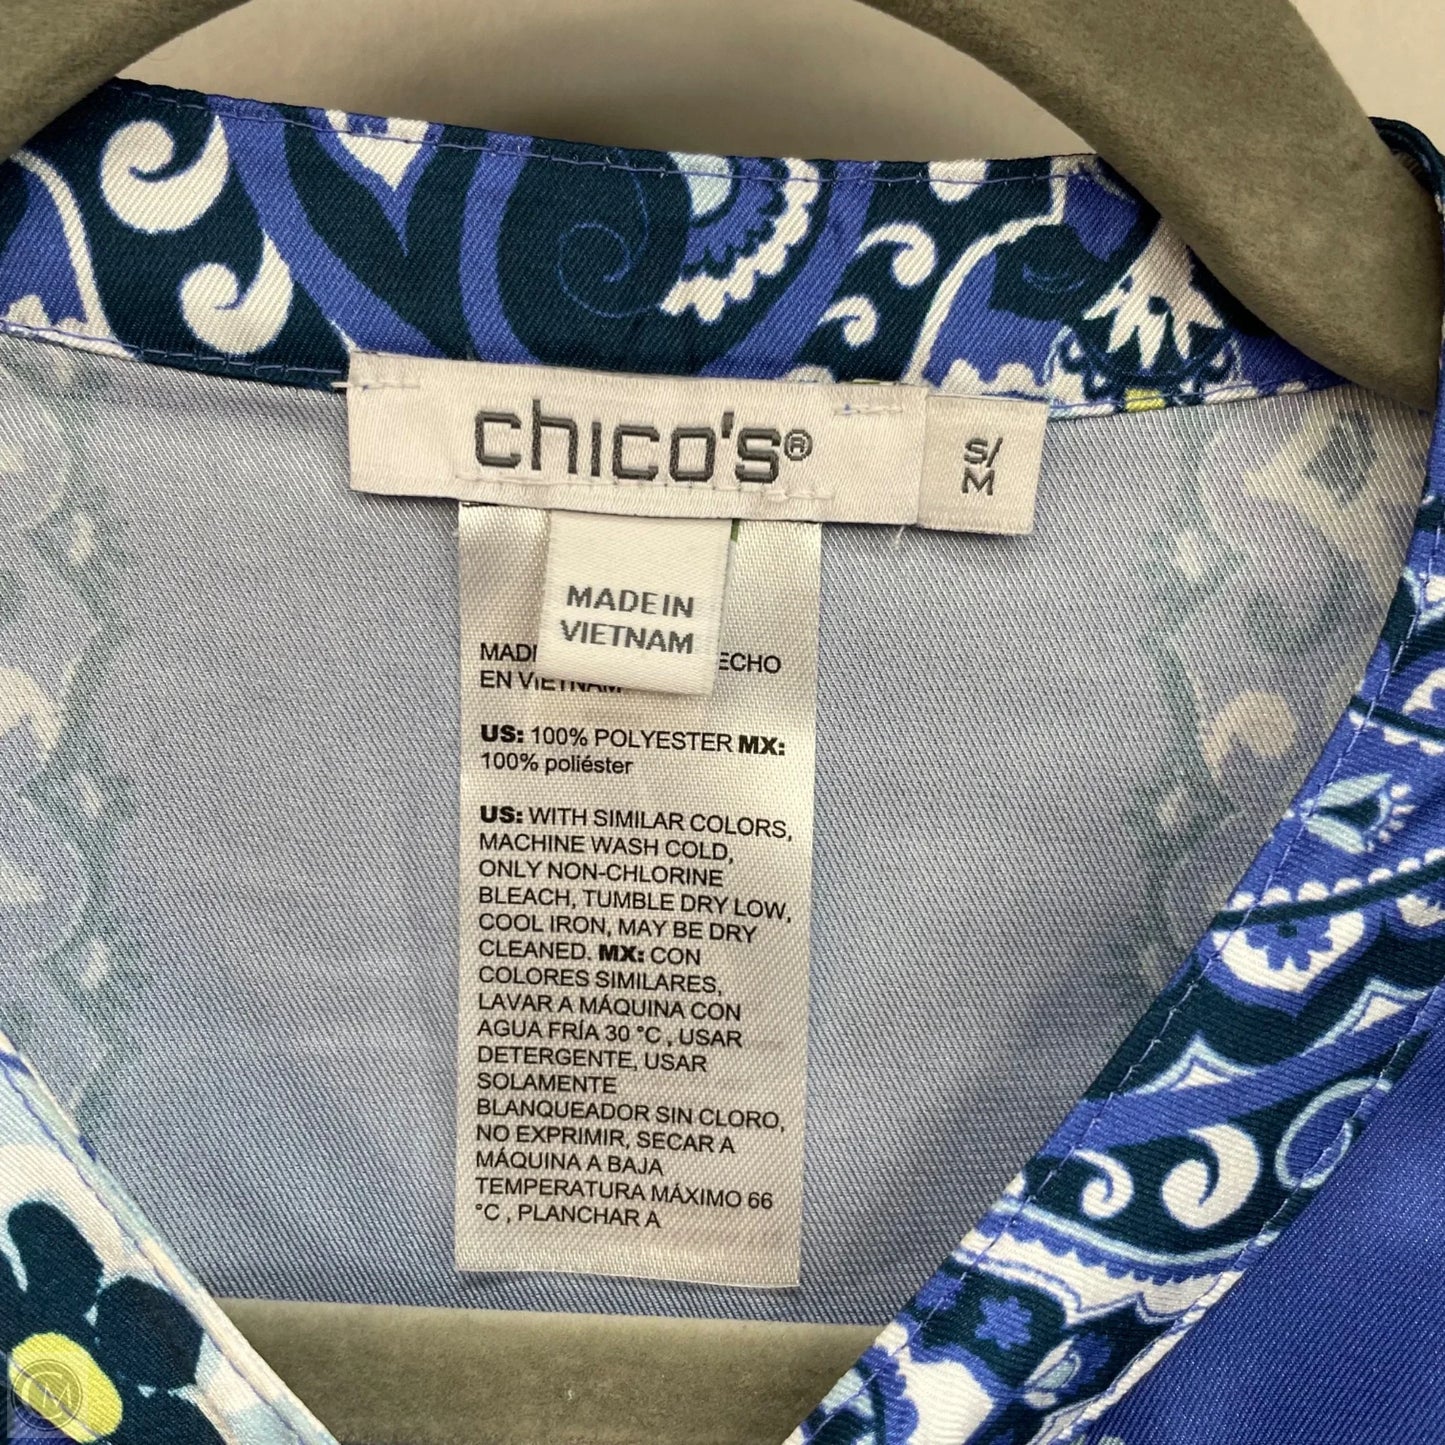 chico's®
S/
M
MADE IN
VIETNAM
ECHO
EN VIETNAM
US: 100% POLYESTER MX:
100% poliéster
US: WITH SIMILAR COLORS,
MACHINE WASH COLD,
ONLY NON-CHLORINE
BLEACH, TUMBLE DRY LOW,
COOL IRON, MAY BE DRY
CLEANED. MX: CON
COLORES SIMILARES,
LAVAR A MÁQUINA CON
AGUA FRÍA 30 °C , USAR
DETERGENTE, USAR
SOLAMENTE
BLANQUEADOR SIN CLORO,
NO EXPRIMIR, SECAR A
MÁQUINA A BAJA
TEMPERATURA MÁXIMO 66
°C , PLANCHAR A
M